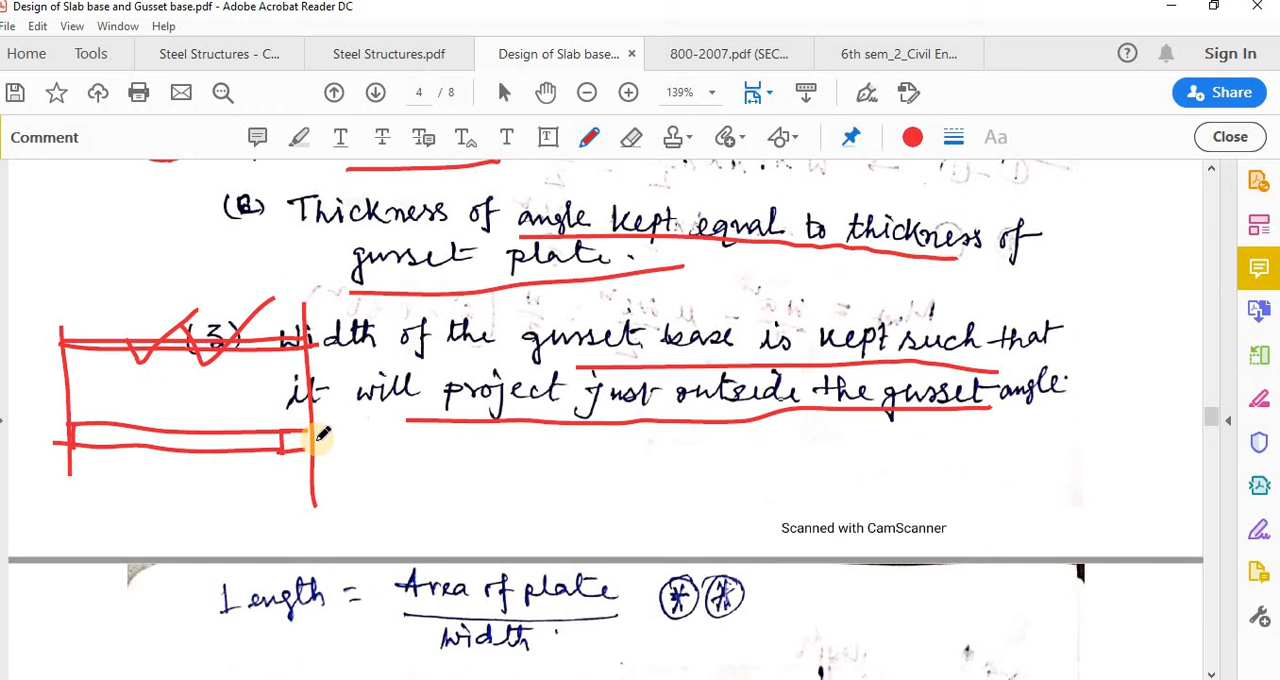 Design of Slab base and Gusset base.pdf - Adobe Acrobat Reader DC
File Edit View Window Help
Home Tools Steel Structures - C... Steel Structures.pdf Design of Slab base... × 800-2007.pdf (SEC... 6th sem_2_Civil En... Sign In
4 / 8 139% Share
Comment Aa Close
Thickness of angle kept equal to thickness of
gusset plate.
(3) Width of the gusset base is kept such that
it will project just outside the gusset angle.
Scanned with CamScanner
Length = Area of plate
Width